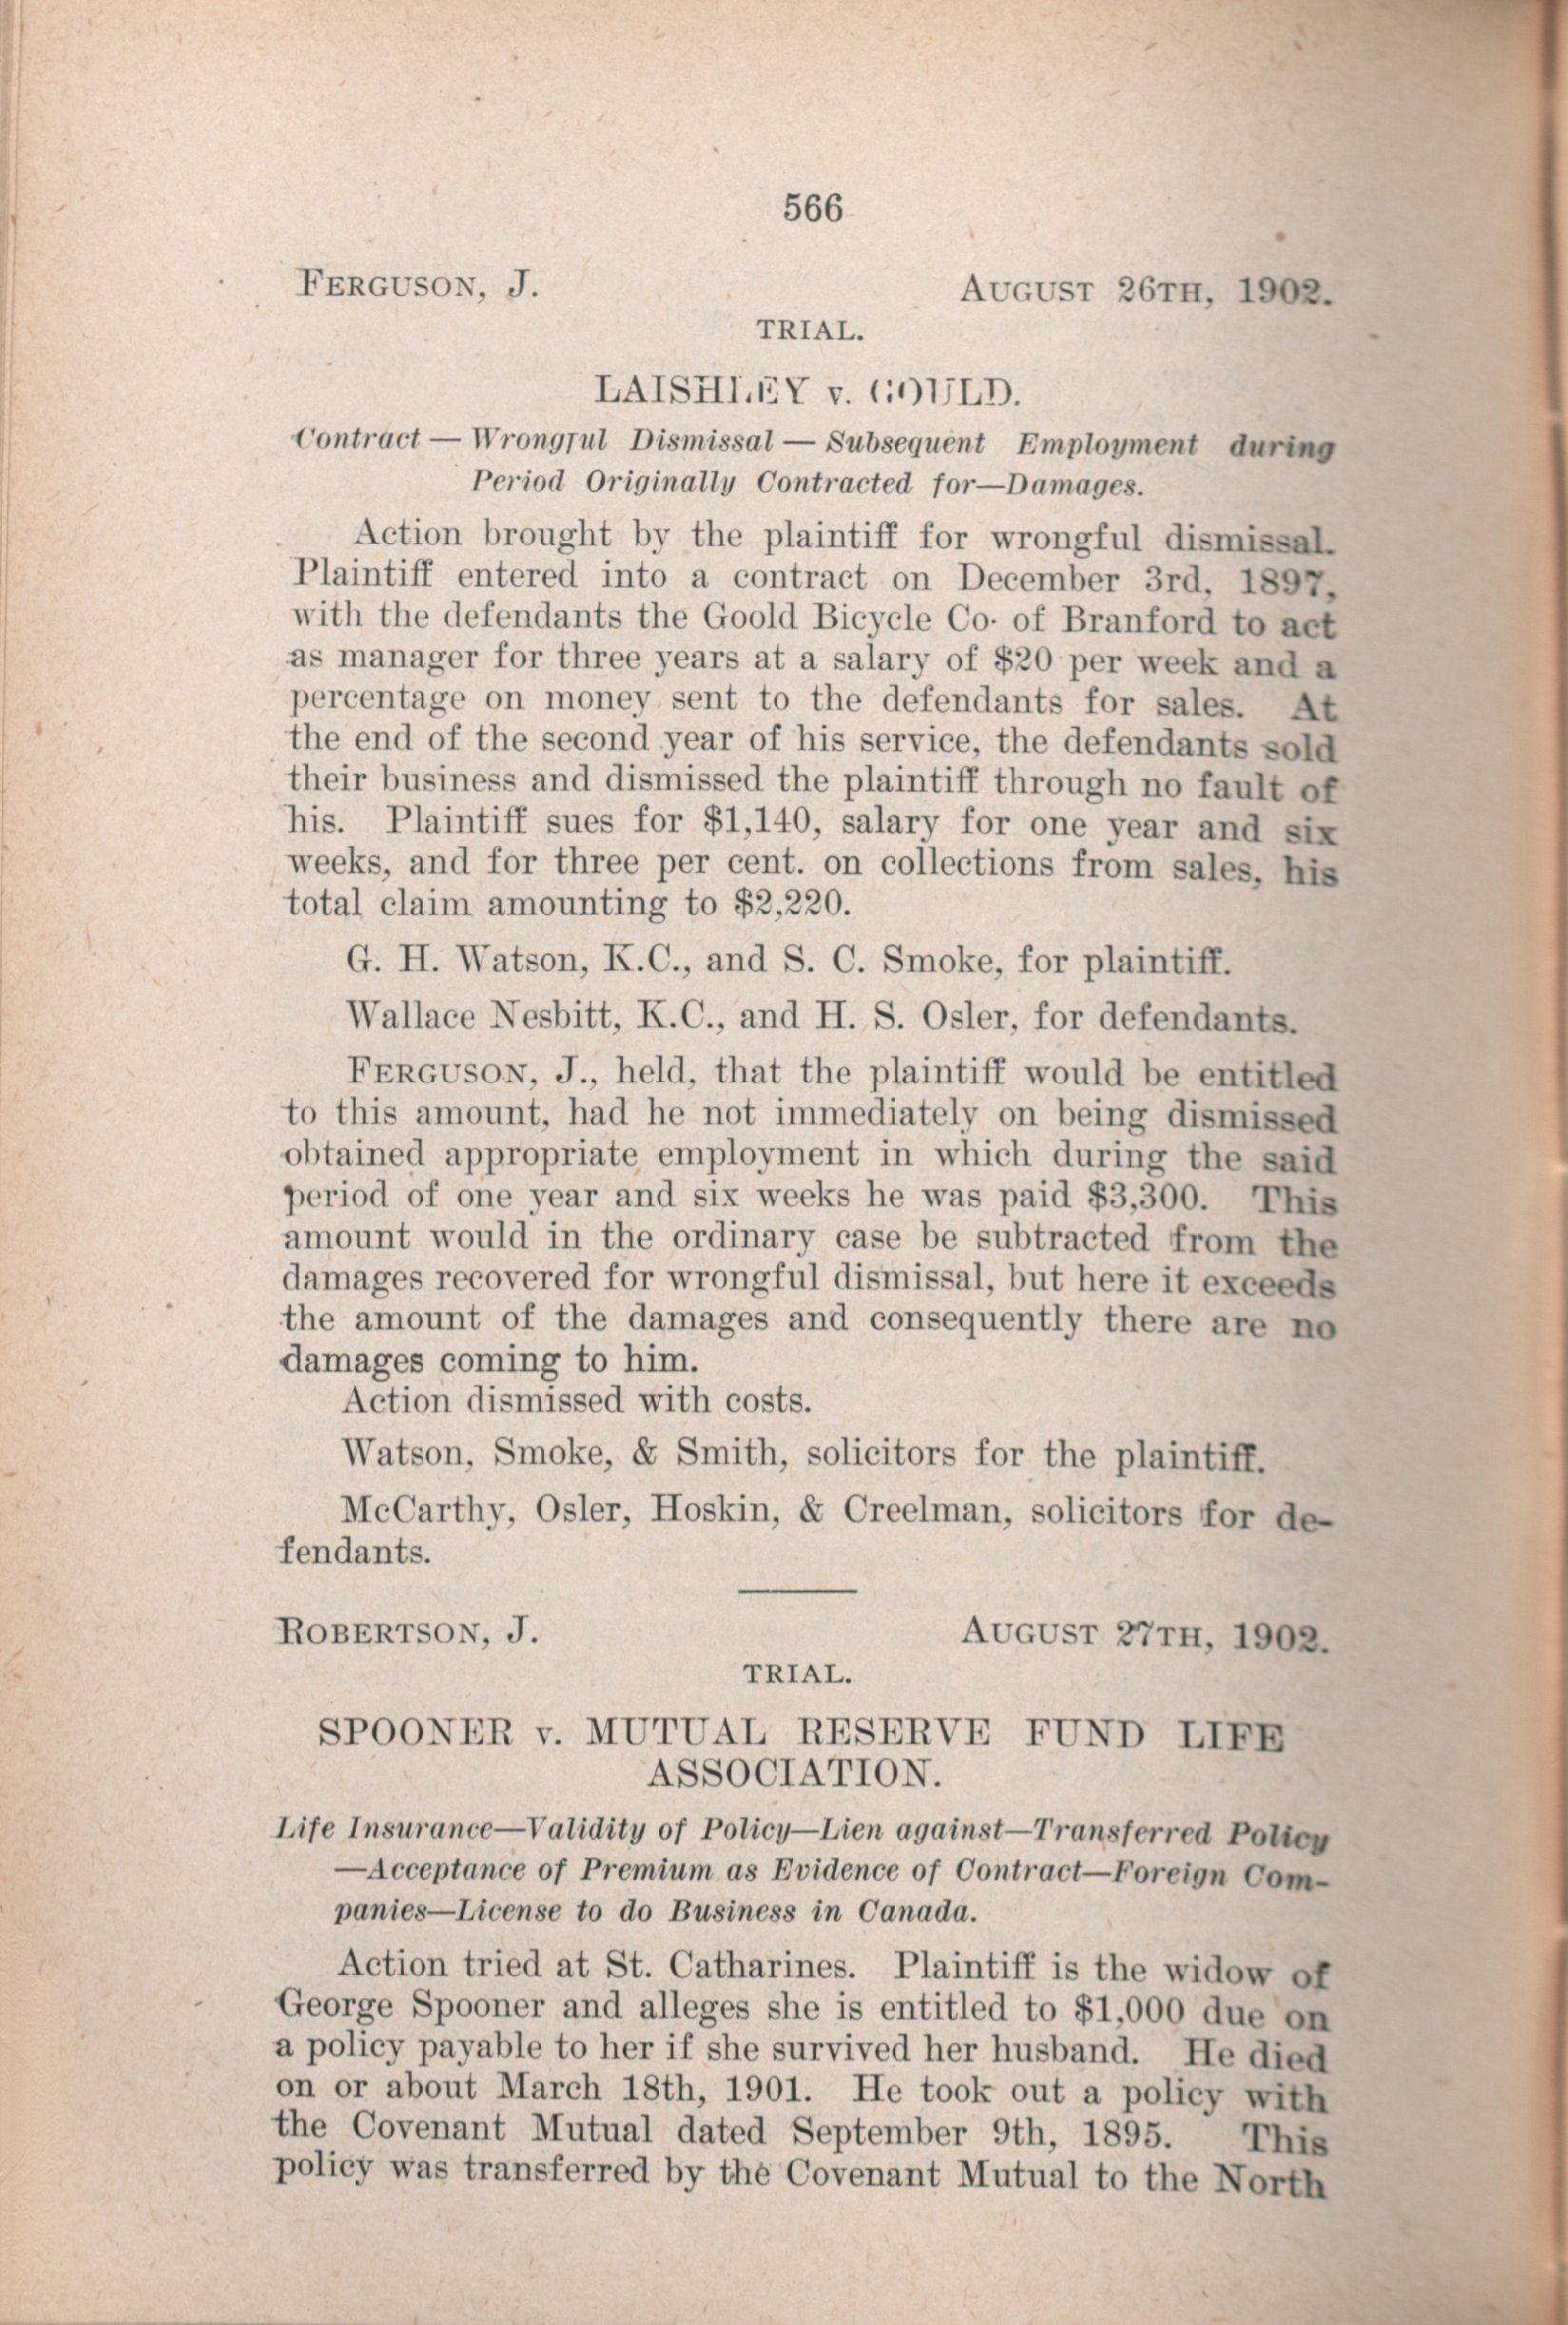 566
FERGUSON, J. AUGUST 26TH, 1902.
TRIAL.
LAISHLEY v. GOULD.
Contract — Wrongful Dismissal — Subsequent Employment during
Period Originally Contracted for—Damages.
Action brought by the plaintiff for wrongful dismissal.
Plaintiff entered into a contract on December 3rd, 1897,
with the defendants the Goold Bicycle Co. of Branford to act
as manager for three years at a salary of $20 per week and a
percentage on money sent to the defendants for sales. At
the end of the second year of his service, the defendants sold
their business and dismissed the plaintiff through no fault of
his. Plaintiff sues for $1,140, salary for one year and six
weeks, and for three per cent. on collections from sales, his
total claim amounting to $2,220.
G. H. Watson, K.C., and S. C. Smoke, for plaintiff.
Wallace Nesbitt, K.C., and H. S. Osler, for defendants.
FERGUSON, J., held, that the plaintiff would be entitled
to this amount, had he not immediately on being dismissed
obtained appropriate employment in which during the said
period of one year and six weeks he was paid $3,300. This
amount would in the ordinary case be subtracted from the
damages recovered for wrongful dismissal, but here it exceeds
the amount of the damages and consequently there are no
damages coming to him.
Action dismissed with costs.
Watson, Smoke, & Smith, solicitors for the plaintiff.
McCarthy, Osler, Hoskin, & Creelman, solicitors for de-
fendants.
ROBERTSON, J. AUGUST 27TH, 1902.
TRIAL.
SPOONER v. MUTUAL RESERVE FUND LIFE
ASSOCIATION.
Life Insurance—Validity of Policy—Lien against—Transferred Policy
—Acceptance of Premium as Evidence of Contract—Foreign Com-
panies—License to do Business in Canada.
Action tried at St. Catharines. Plaintiff is the widow of
George Spooner and alleges she is entitled to $1,000 due on
a policy payable to her if she survived her husband. He died
on or about March 18th, 1901. He took out a policy with
the Covenant Mutual dated September 9th, 1895. This
policy was transferred by the Covenant Mutual to the North